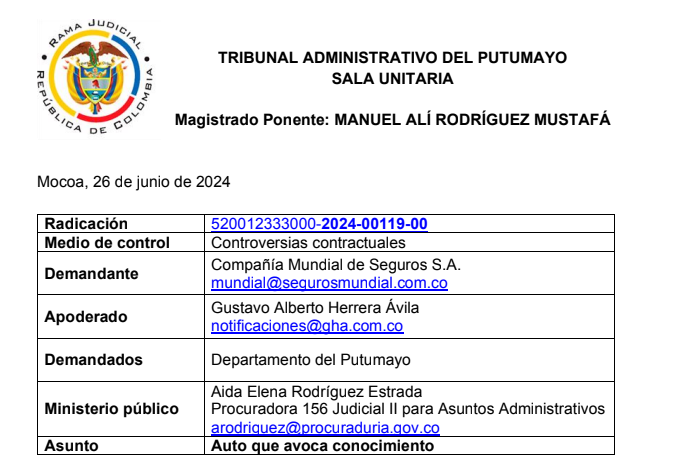 RAMA JUDICIAL
REPÚBLICA DE COLOMBIA
TRIBUNAL ADMINISTRATIVO DEL PUTUMAYO
SALA UNITARIA
Magistrado Ponente: MANUEL ALÍ RODRÍGUEZ MUSTAFÁ
Mocoa, 26 de junio de 2024
Radicación 520012333000-2024-00119-00
Medio de control Controversias contractuales
Demandante Compañía Mundial de Seguros S.A.
mundial@segurosmundial.com.co
Apoderado Gustavo Alberto Herrera Ávila
notificaciones@gha.com.co
Demandados Departamento del Putumayo
Ministerio público Aida Elena Rodríguez Estrada
Procuradora 156 Judicial II para Asuntos Administrativos
arodriguez@procuraduria.gov.co
Asunto Auto que avoca conocimiento